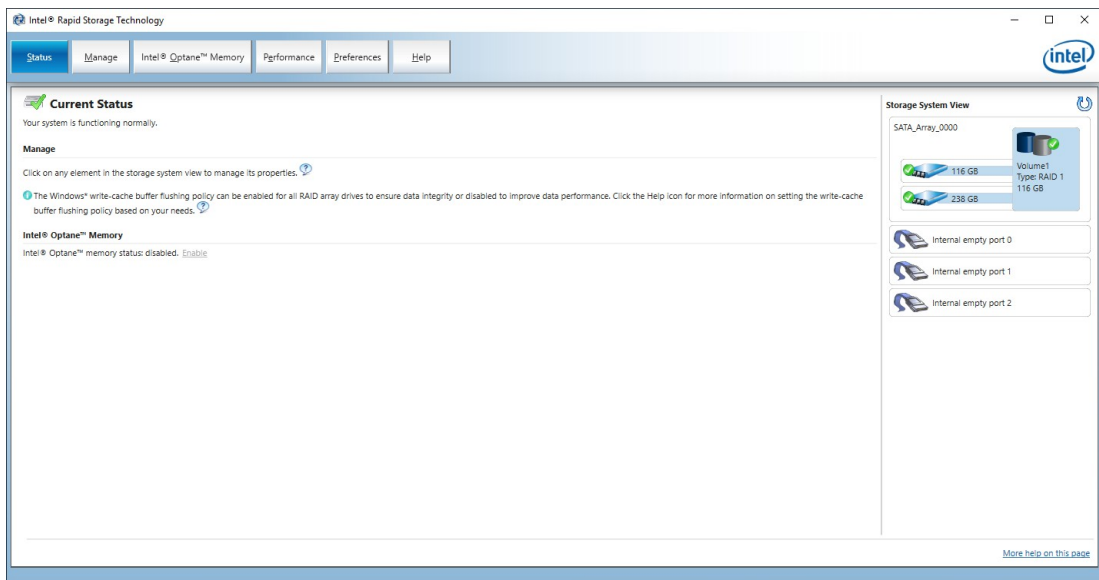 Intel® Rapid Storage Technology
Status
Manage
Intel® Optane™ Memory
Performance
Preferences
Help
intel
Current Status
Your system is functioning normally.
Manage
Click on any element in the storage system view to manage its properties.
The Windows* write-cache buffer flushing policy can be enabled for all RAID array drives to ensure data integrity or disabled to improve data performance. Click the Help icon for more information on setting the write-cache
buffer flushing policy based on your needs.
Intel® Optane™ Memory
Intel® Optane™ memory status: disabled. Enable
Storage System View
SATA_Array_0000
116 GB
238 GB
Volume1
Type: RAID 1
116 GB
Internal empty port 0
Internal empty port 1
Internal empty port 2
More help on this page